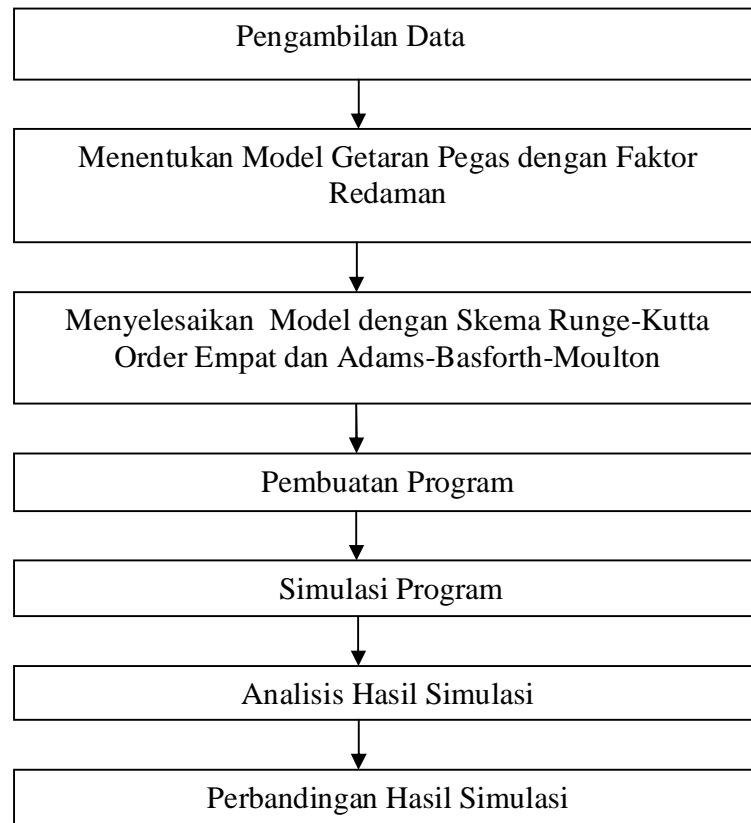 Pengambilan Data
Menentukan Model Getaran Pegas dengan Faktor
Redaman
Menyelesaikan Model dengan Skema Runge-Kutta
Order Empat dan Adams-Basforth-Moulton
Pembuatan Program
Simulasi Program
Analisis Hasil Simulasi
Perbandingan Hasil Simulasi